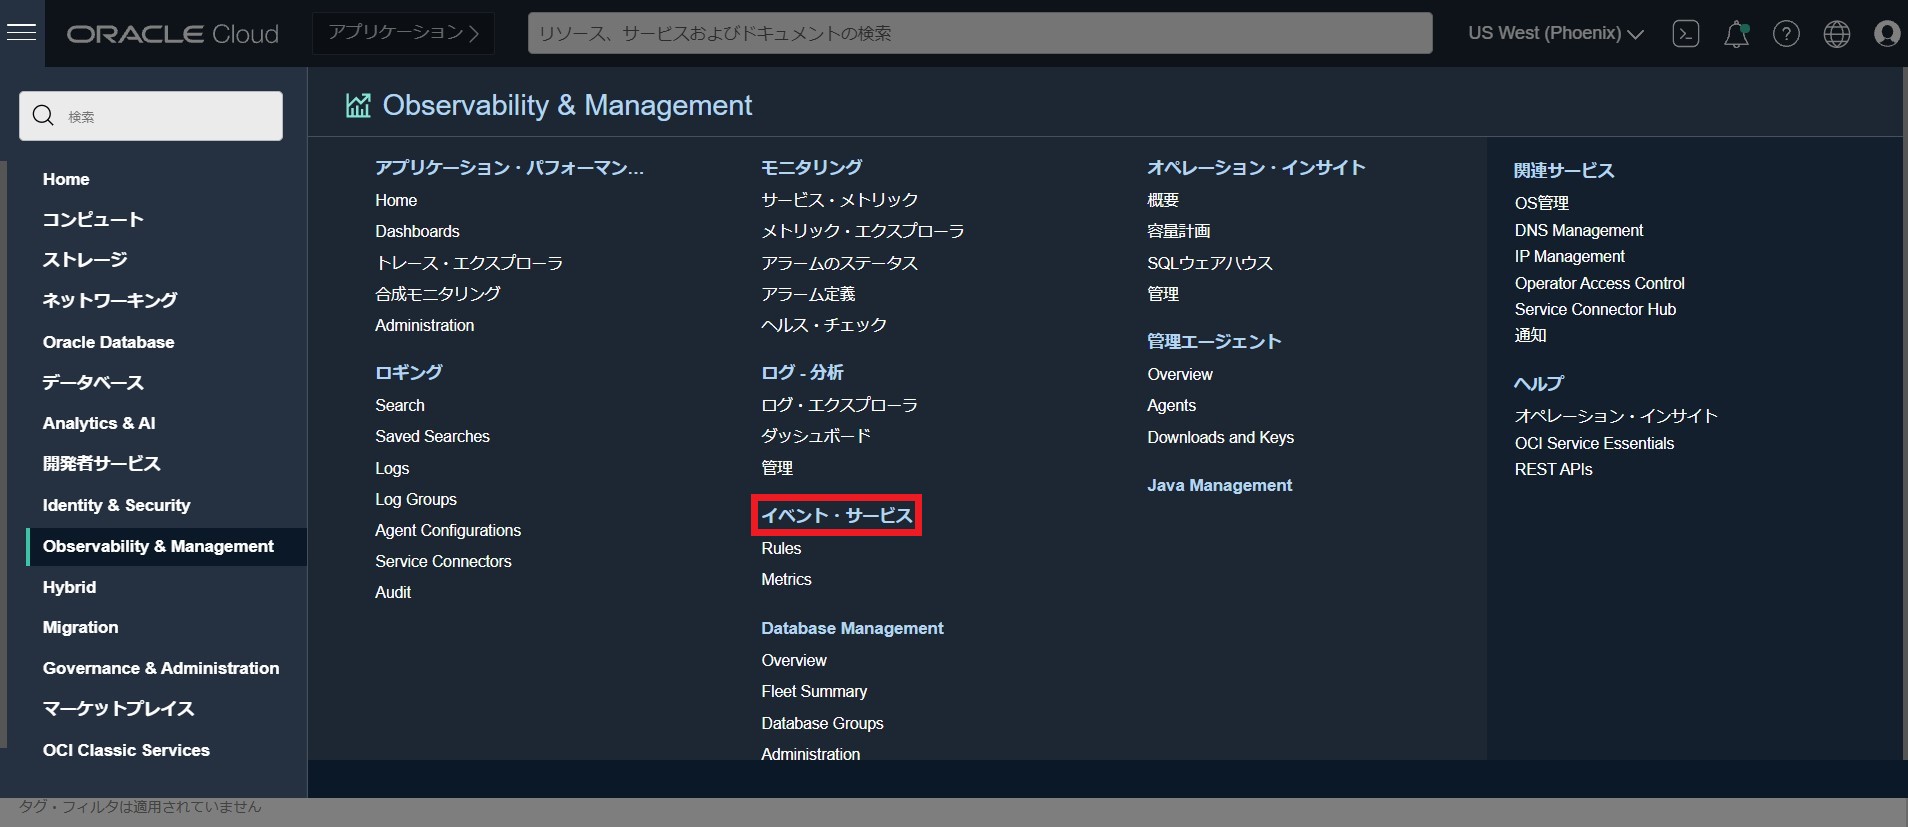 ORACLE Cloud
アプリケーション
リソース、サービスおよびドキュメントの検索
US West (Phoenix)
検索
Home
コンピュート
ストレージ
ネットワーキング
Oracle Database
データベース
Analytics & AI
開発者サービス
Identity & Security
Observability & Management
Hybrid
Migration
Governance & Administration
マーケットプレイス
OCI Classic Services
Observability & Management
アプリケーション・パフォーマン...
Home
Dashboards
トレース・エクスプローラ
合成モニタリング
Administration
ロギング
Search
Saved Searches
Logs
Log Groups
Agent Configurations
Service Connectors
Audit
モニタリング
サービス・メトリック
メトリック・エクスプローラ
アラームのステータス
アラーム定義
ヘルス・チェック
ログ - 分析
ログ・エクスプローラ
ダッシュボード
管理
イベント・サービス
Rules
Metrics
Database Management
Overview
Fleet Summary
Database Groups
Administration
オペレーション・インサイト
概要
容量計画
SQLウェアハウス
管理
管理エージェント
Overview
Agents
Downloads and Keys
Java Management
関連サービス
OS管理
DNS Management
IP Management
Operator Access Control
Service Connector Hub
通知
ヘルプ
オペレーション・インサイト
OCI Service Essentials
REST APIs
タグ・フィルタは適用されていません